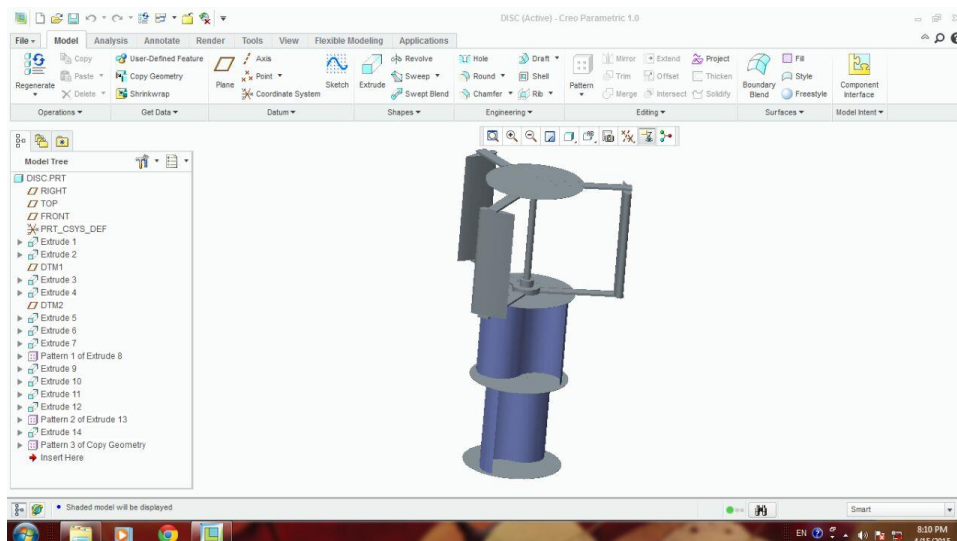 DISC (Active) - Creo Parametric 1.0
File Model Analysis Annotate Render Tools View Flexible Modeling Applications
Regenerate
Copy
Paste
Delete
User-Defined Feature
Copy Geometry
Shrinkwrap
Plane
Axis
Point
Coordinate System
Sketch
Extrude
Revolve
Sweep
Swept Blend
Hole
Round
Chamfer
Draft
Shell
Rib
Pattern
Mirror
Trim
Merge
Extend
Offset
Intersect
Project
Thicken
Solidify
Boundary Blend
Fill
Style
Freestyle
Component Interface
Operations Get Data Datum Shapes Engineering Editing Surfaces Model Intent
Model Tree
DISC.PRT
RIGHT
TOP
FRONT
PRT_CSYS_DEF
Extrude 1
Extrude 2
DTM1
Extrude 3
Extrude 4
DTM2
Extrude 5
Extrude 6
Extrude 7
Pattern 1 of Extrude 8
Extrude 9
Extrude 10
Extrude 11
Extrude 12
Pattern 2 of Extrude 13
Extrude 14
Pattern 3 of Copy Geometry
Insert Here
• Shaded model will be displayed
Smart
EN
8:10 PM
4/15/2015